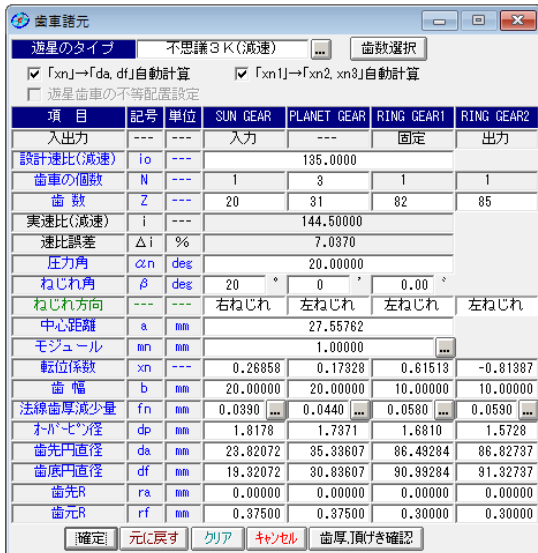 歯車諸元
遊星のタイプ 不思議3K(減速) ... 歯数選択
「xn」→「da, df」自動計算 「xn1」→「xn2, xn3」自動計算
遊星歯車の不等配置設定
項 目 記号 単位 SUN GEAR PLANET GEAR RING GEAR1 RING GEAR2
入出力 --- --- 入力 --- 固定 出力
設計速比(減速) io --- 135.0000
歯車の個数 N --- 1 3 1 1
歯 数 Z --- 20 31 82 85
実速比(減速) i --- 144.50000
速比誤差 Δi % 7.0370
圧力角 αn deg 20.00000
ねじれ角 β deg 20 ° 0 ' 0.00 "
ねじれ方向 --- --- 右ねじれ 左ねじれ 左ねじれ 左ねじれ
中心距離 a mm 27.55762
モジュール mn mm 1.00000 ...
転位係数 xn --- 0.26858 0.17328 0.61513 -0.81387
歯 幅 b mm 20.00000 20.00000 10.00000 10.00000
法線歯厚減少量 fn mm 0.0390 ... 0.0440 ... 0.0580 ... 0.0590 ...
オーバーピン径 dp mm 1.8178 1.7371 1.6810 1.5728
歯先円直径 da mm 23.82072 35.33607 86.49284 86.82737
歯底円直径 df mm 19.32072 30.83607 90.99284 91.32737
歯先R ra mm 0.00000 0.00000 0.00000 0.00000
歯元R rf mm 0.37500 0.37500 0.30000 0.30000
確定 元に戻す クリア キャンセル 歯厚,頂げき確認